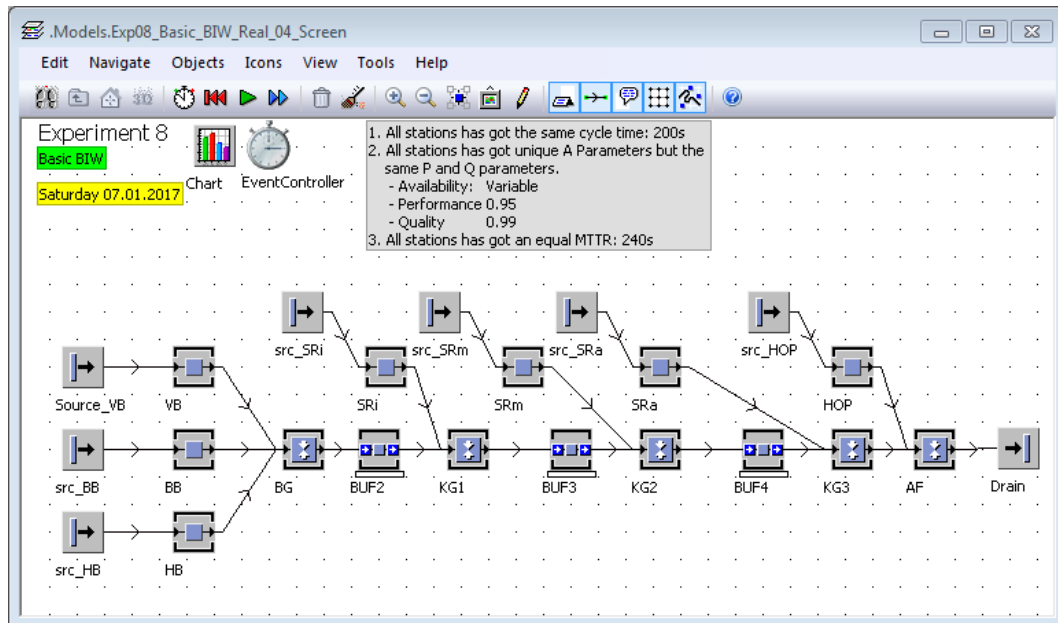 .Models.Exp08_Basic_BIW_Real_04_Screen
Edit Navigate Objects Icons View Tools Help
Experiment 8
Basic BIW
Saturday 07.01.2017
Chart EventController
1. All stations has got the same cycle time: 200s
2. All stations has got unique A Parameters but the
same P and Q parameters.
- Availability: Variable
- Performance 0.95
- Quality 0.99
3. All stations has got an equal MTTR: 240s
src_SRi src_SRm src_SRa src_HOP
Source_VB VB SRi SRm SRa HOP
src_BB BB BG BUF2 KG1 BUF3 KG2 BUF4 KG3 AF Drain
src_HB HB